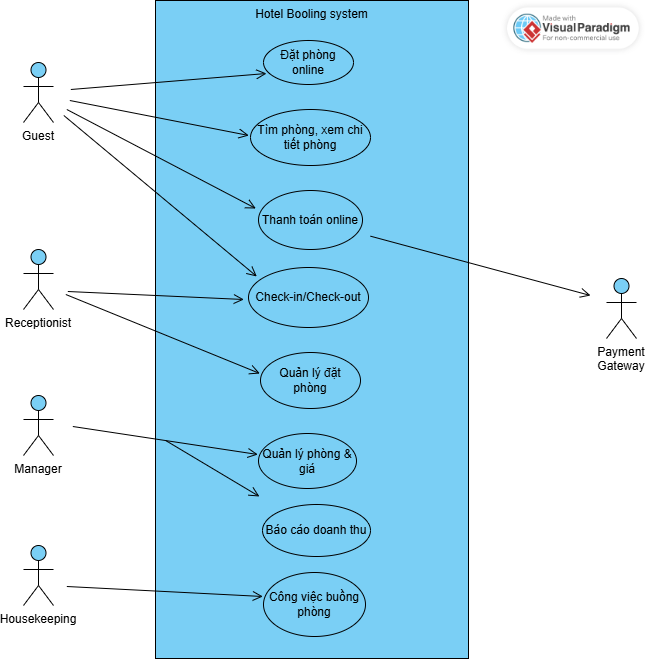 Hotel Booling system
Made with
VisualParadigm
For non-commercial use
Đặt phòng
online
Guest
Tìm phòng, xem chi
tiết phòng
Thanh toán online
Receptionist
Check-in/Check-out
Payment
Gateway
Quản lý đặt
phòng
Manager
Quản lý phòng &
giá
Báo cáo doanh thu
Housekeeping
Công việc buồng
phòng